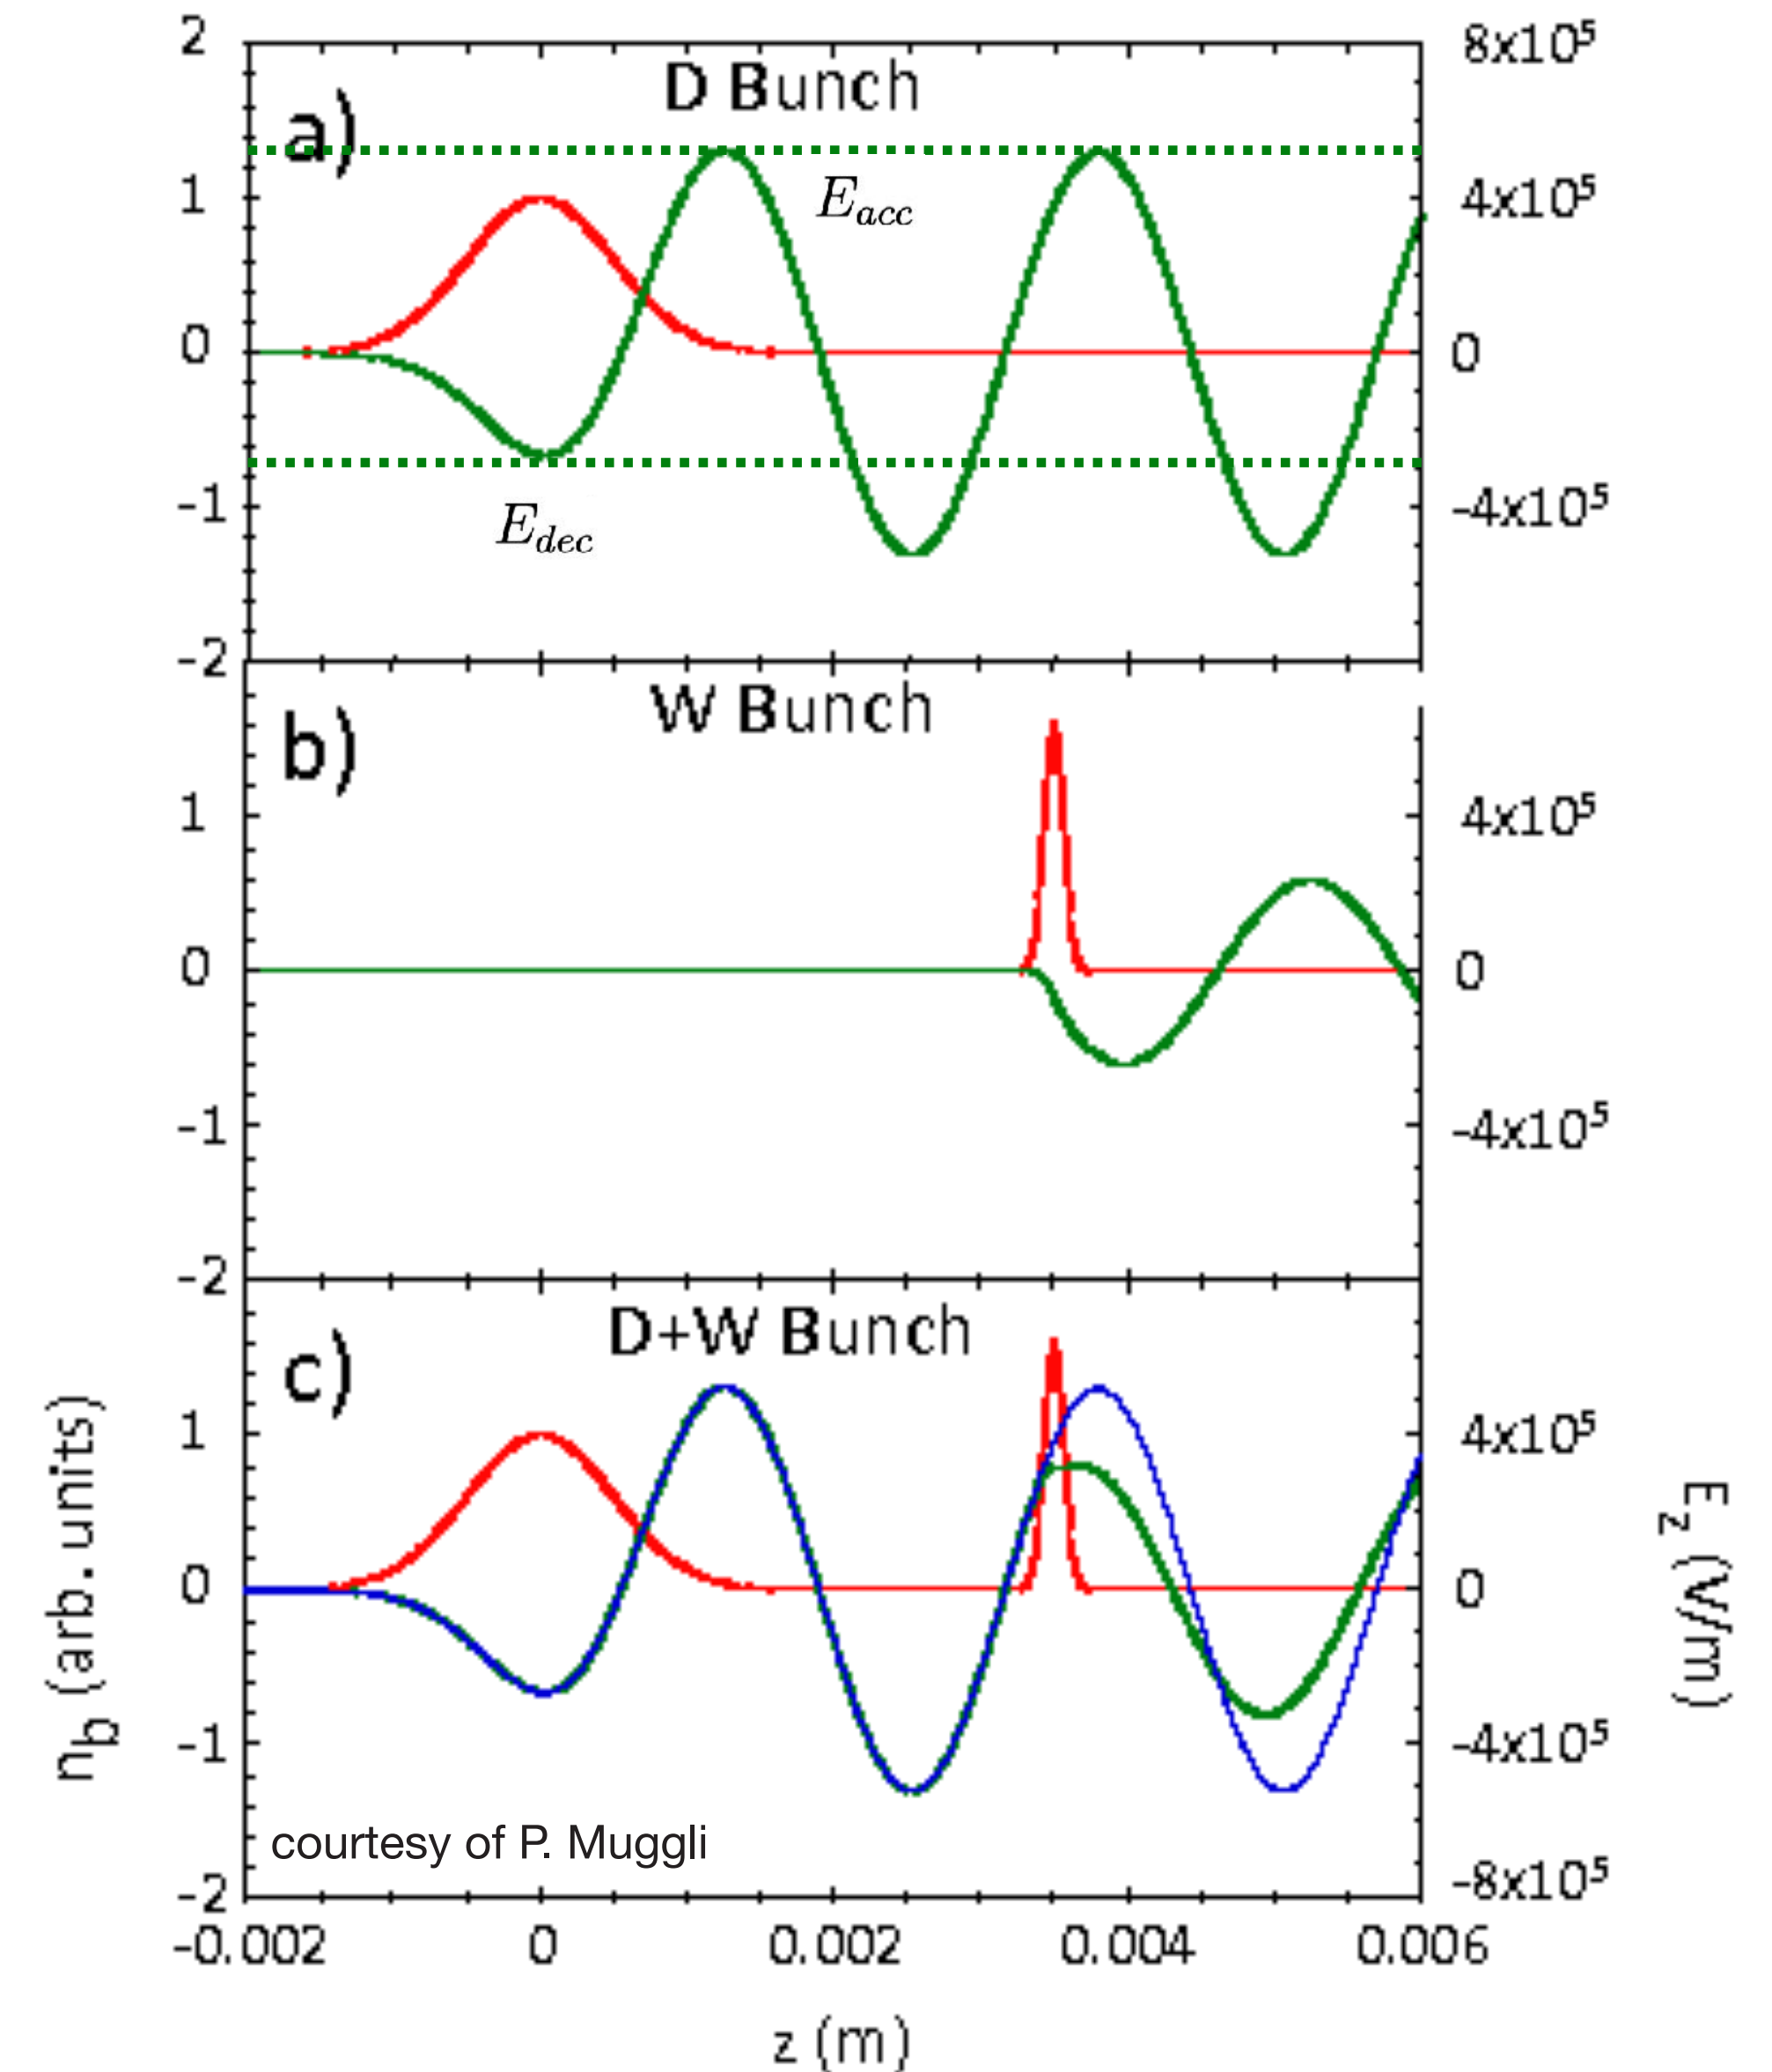 2
8x10⁵
D Bunch
a)
E_acc
1
4x10⁵
0
0
E_dec
-1
-4x10⁵
-2
W Bunch
b)
1
4x10⁵
0
0
-1
-4x10⁵
-2
D+W Bunch
c)
1
4x10⁵
0
0
-1
-4x10⁵
n_b (arb. units)
E_z (V/m)
courtesy of P. Muggli
-2
-8x10⁵
-0.002
0
0.002
0.004
0.006
z (m)